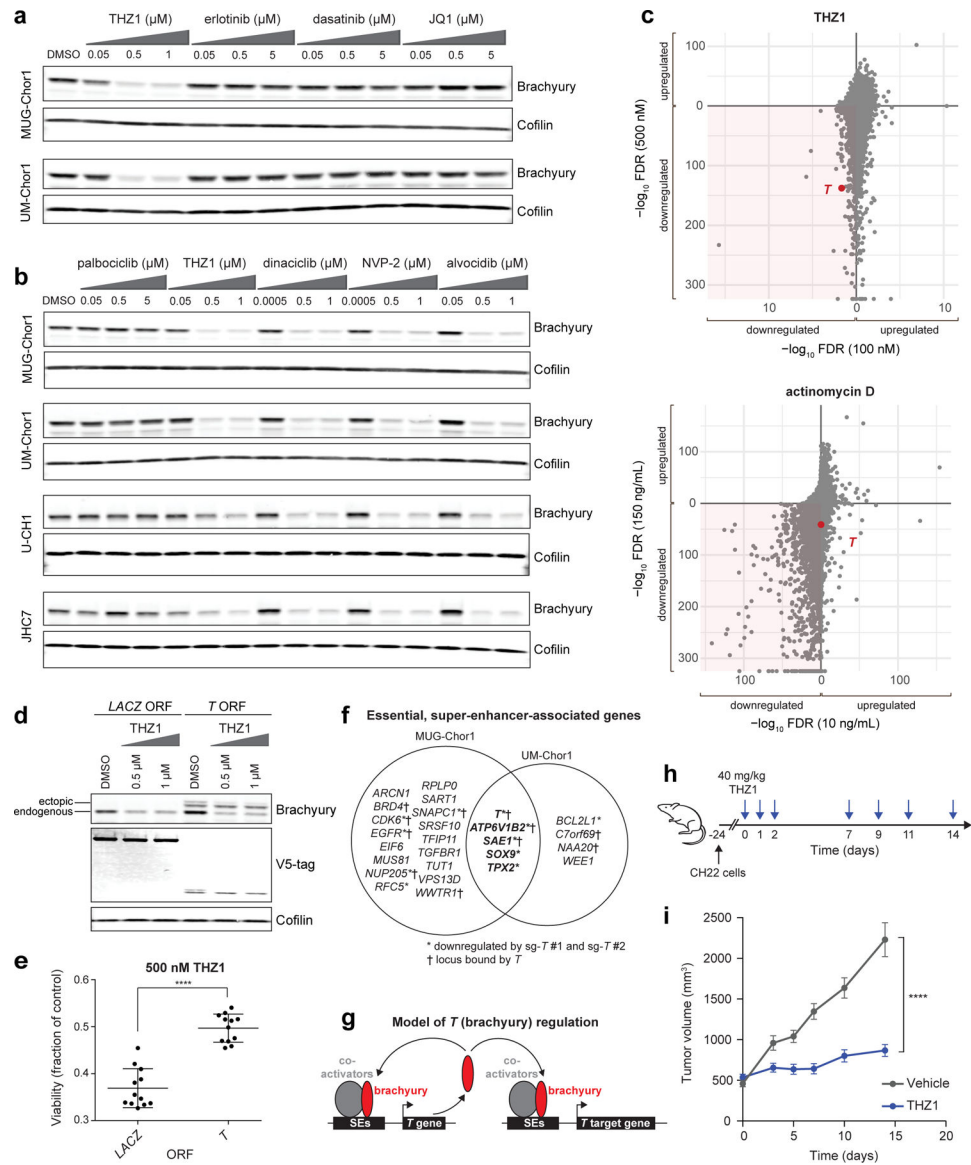 a
THZ1 (µM) erlotinib (µM) dasatinib (µM) JQ1 (µM)
DMSO 0.05 0.5 1 0.05 0.5 5 0.05 0.5 5 0.05 0.5 5
MUG-Chor1
Brachyury
Cofilin
UM-Chor1
Brachyury
Cofilin
b
palbociclib (µM) THZ1 (µM) dinaciclib (µM) NVP-2 (µM) alvocidib (µM)
DMSO 0.05 0.5 5 0.05 0.5 1 0.0005 0.5 1 0.0005 0.5 1 0.05 0.5 1
MUG-Chor1
Brachyury
Cofilin
UM-Chor1
Brachyury
Cofilin
U-CH1
Brachyury
Cofilin
JHC7
Brachyury
Cofilin
c
THZ1
−log10 FDR (500 nM)
upregulated
downregulated
100
0
100
200
300
T
10 0 10
downregulated upregulated
−log10 FDR (100 nM)
actinomycin D
−log10 FDR (150 ng/mL)
upregulated
downregulated
100
0
100
200
300
T
100 0 100
downregulated upregulated
−log10 FDR (10 ng/mL)
d
LACZ ORF T ORF
THZ1 THZ1
DMSO 0.5 µM 1 µM DMSO 0.5 µM 1 µM
ectopic
endogenous
Brachyury
V5-tag
Cofilin
e
500 nM THZ1
****
Viability (fraction of control)
0.6
0.5
0.4
0.3
LACZ T
ORF
f
Essential, super-enhancer-associated genes
MUG-Chor1
UM-Chor1
ARCN1
BRD4†
CDK6*†
EGFR*†
EIF6
MUS81
NUP205*†
RFC5*
RPLP0
SART1
SNAPC1*†
SRSF10
TFIP11
TGFBR1
TUT1
VPS13D
WWTR1†
T*†
ATP6V1B2*†
SAE1*†
SOX9*
TPX2*
BCL2L1*
C7orf69†
NAA20†
WEE1
* downregulated by sg-T #1 and sg-T #2
† locus bound by T
g
Model of T (brachyury) regulation
co-
activators
brachyury
SEs
T gene
co-
activators
brachyury
SEs
T target gene
h
40 mg/kg
THZ1
-24 0 1 2 7 9 11 14
Time (days)
CH22 cells
i
Tumor volume (mm3)
2500
2000
1500
1000
500
0
****
Vehicle
THZ1
0 5 10 15 20
Time (days)